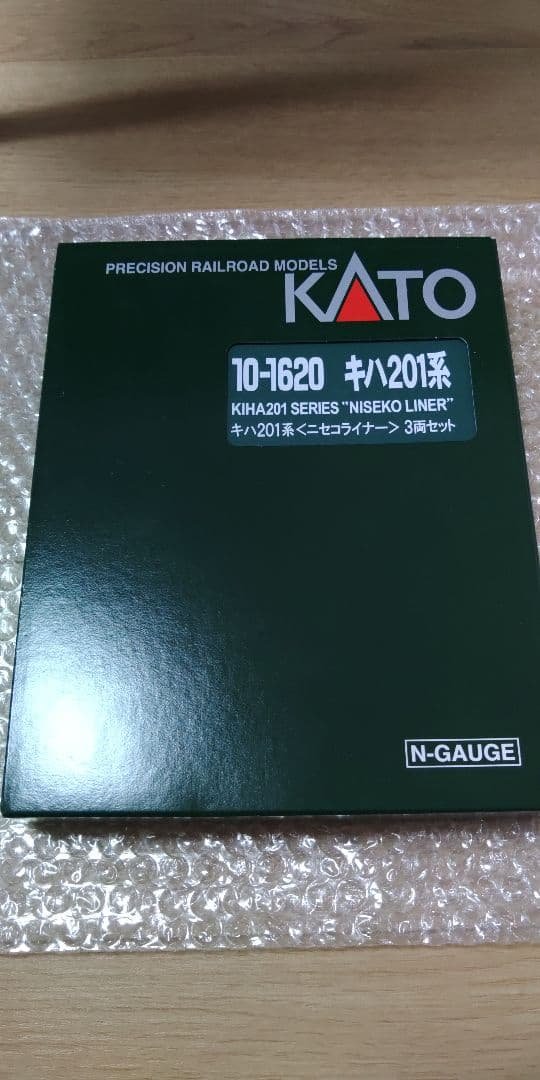 PRECISION RAILROAD MODELS
KATO
10-1620 キハ201系
KIHA201 SERIES "NISEKO LINER"
キハ201系<ニセコライナー> 3両セット
N-GAUGE